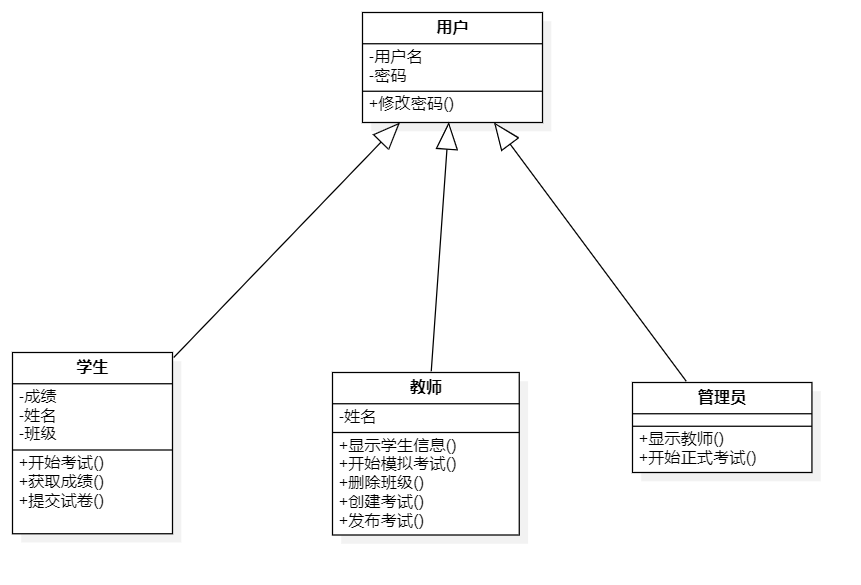 用户
-用户名
-密码
+修改密码()
学生
-成绩
-姓名
-班级
+开始考试()
+获取成绩()
+提交试卷()
教师
-姓名
+显示学生信息()
+开始模拟考试()
+删除班级()
+创建考试()
+发布考试()
管理员
+显示教师()
+开始正式考试()